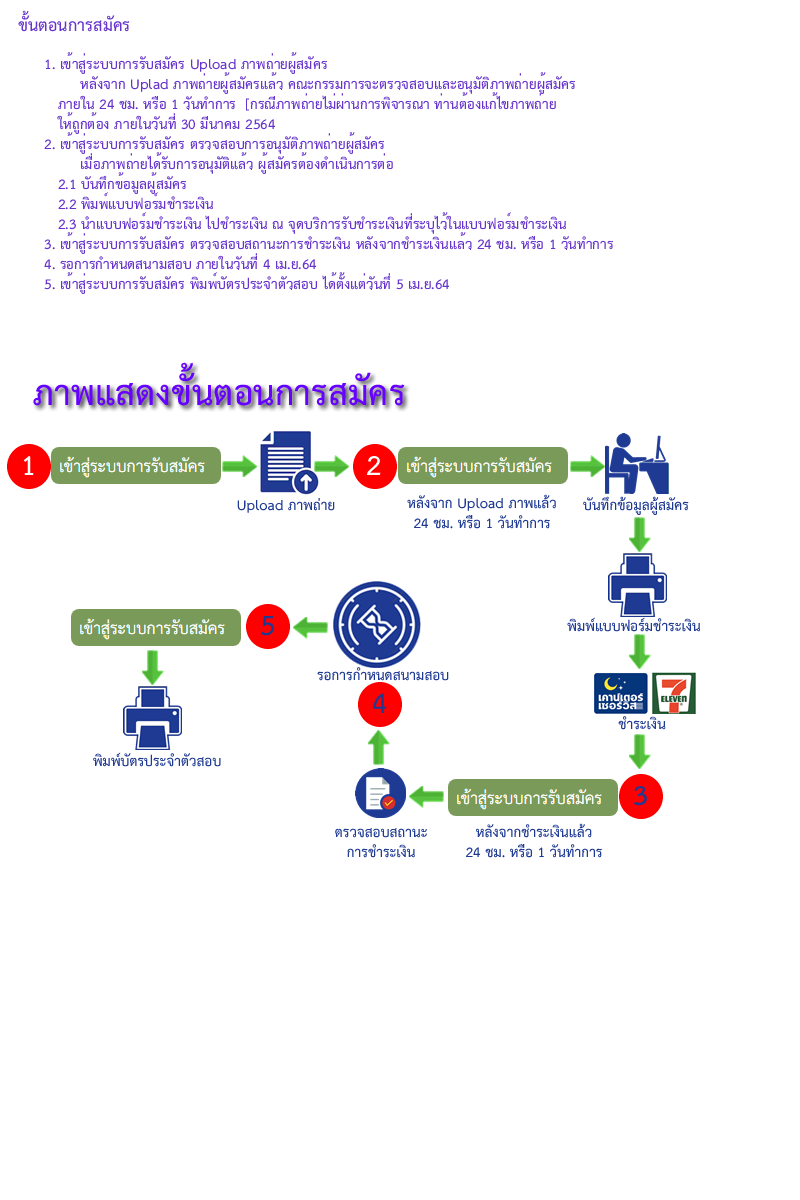 ขั้นตอนการสมัคร
1. เข้าสู่ระบบการรับสมัคร Upload ภาพถ่ายผู้สมัคร
หลังจาก Uplad ภาพถ่ายผู้สมัครแล้ว คณะกรรมการจะตรวจสอบและอนุมัติภาพถ่ายผู้สมัคร
ภายใน 24 ชม. หรือ 1 วันทำการ [กรณีภาพถ่ายไม่ผ่านการพิจารณา ท่านต้องแก้ไขภาพถ่าย
ให้ถูกต้อง ภายในวันที่ 30 มีนาคม 2564
2. เข้าสู่ระบบการรับสมัคร ตรวจสอบการอนุมัติภาพถ่ายผู้สมัคร
เมื่อภาพถ่ายได้รับการอนุมัติแล้ว ผู้สมัครต้องดำเนินการต่อ
2.1 บันทึกข้อมูลผู้สมัคร
2.2 พิมพ์แบบฟอร์มชำระเงิน
2.3 นำแบบฟอร์มชำระเงิน ไปชำระเงิน ณ จุดบริการรับชำระเงินที่ระบุไว้ในแบบฟอร์มชำระเงิน
3. เข้าสู่ระบบการรับสมัคร ตรวจสอบสถานะการชำระเงิน หลังจากชำระเงินแล้ว 24 ชม. หรือ 1 วันทำการ
4. รอการกำหนดสนามสอบ ภายในวันที่ 4 เม.ย.64
5. เข้าสู่ระบบการรับสมัคร พิมพ์บัตรประจำตัวสอบ ได้ตั้งแต่วันที่ 5 เม.ย.64
ภาพแสดงขั้นตอนการสมัคร
1 เข้าสู่ระบบการรับสมัคร
Upload ภาพถ่าย
2 เข้าสู่ระบบการรับสมัคร
หลังจาก Upload ภาพแล้ว
24 ชม. หรือ 1 วันทำการ
บันทึกข้อมูลผู้สมัคร
พิมพ์แบบฟอร์มชำระเงิน
เคาน์เตอร์
เซอร์วิส
7
ELEVEN
ชำระเงิน
เข้าสู่ระบบการรับสมัคร 3
หลังจากชำระเงินแล้ว
24 ชม. หรือ 1 วันทำการ
ตรวจสอบสถานะ
การชำระเงิน
4
รอการกำหนดสนามสอบ
เข้าสู่ระบบการรับสมัคร 5
พิมพ์บัตรประจำตัวสอบ